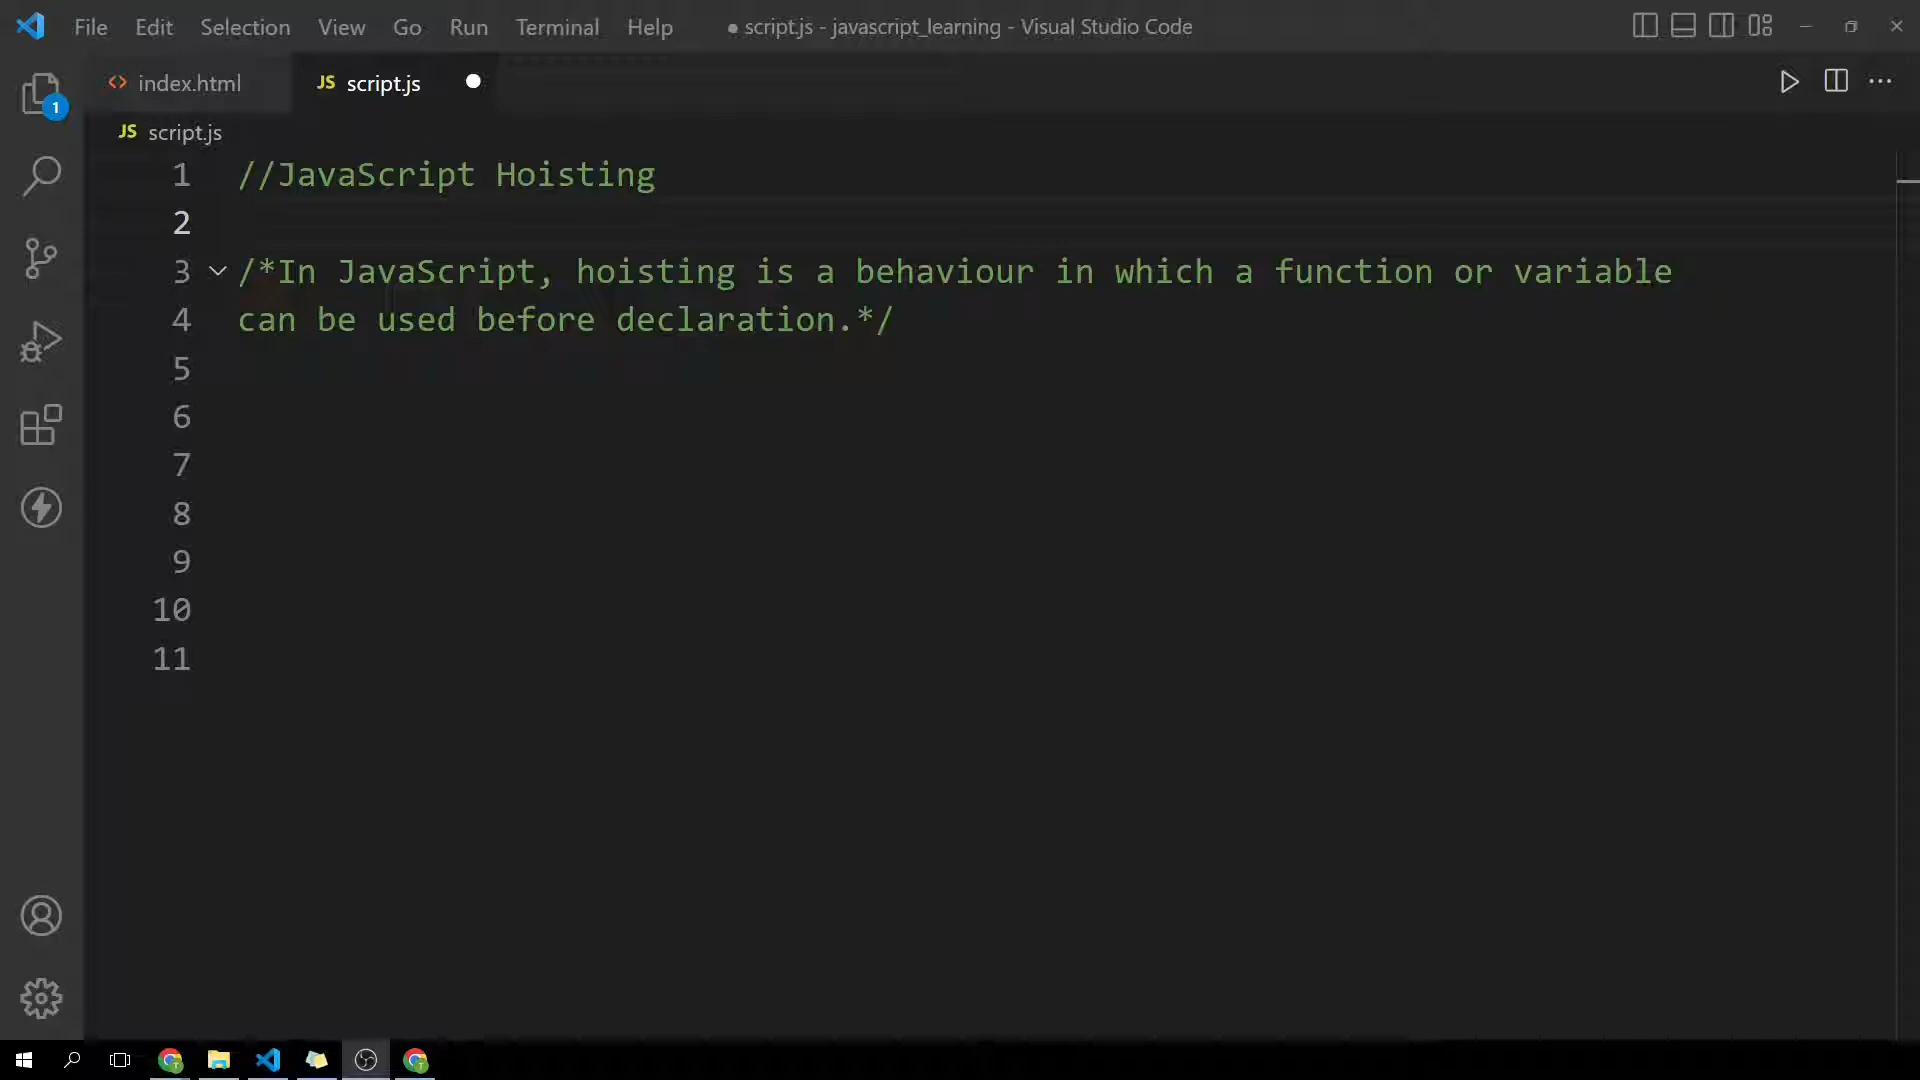 File Edit Selection View Go Run Terminal Help ● script.js - javascript_learning - Visual Studio Code
<> index.html JS script.js ●
JS script.js
1 //JavaScript Hoisting
2
3 /*In JavaScript, hoisting is a behaviour in which a function or variable
4 can be used before declaration.*/
5
6
7
8
9
10
11
1